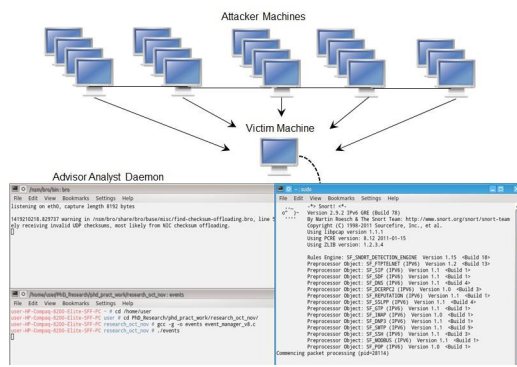 Attacker Machines
Victim Machine
Advisor Analyst Daemon
/nsm/bro/bin : bro
File Edit View Bookmarks Settings Help
listening on eth0, capture length 8192 bytes
1419210218.829737 warning in /nsm/bro/share/bro/base/misc/find-checksum-offloading.bro, line 5
ely receiving invalid UDP checksums, most likely from NIC checksum offloading.
/home/user/PhD_Research/phd_pract_work/research_oct_nov : events
File Edit View Bookmarks Settings Help
user-HP-Compaq-8200-Elite-SFF-PC ~ # cd /home/user
user-HP-Compaq-8200-Elite-SFF-PC user # cd PhD_Research/phd_pract_work/research_oct_nov/
user-HP-Compaq-8200-Elite-SFF-PC research_oct_nov # gcc -g -o events event_manager_v8.c
user-HP-Compaq-8200-Elite-SFF-PC research_oct_nov # ./events
~ : sudo
File Edit View Bookmarks Settings Help
,,_ -*> Snort! <*-
o" )~ Version 2.9.2 IPv6 GRE (Build 78)
'''' By Martin Roesch & The Snort Team: http://www.snort.org/snort/snort-team
Copyright (C) 1998-2011 Sourcefire, Inc., et al.
Using libpcap version 1.1.1
Using PCRE version: 8.12 2011-01-15
Using ZLIB version: 1.2.3.4
Rules Engine: SF_SNORT_DETECTION_ENGINE Version 1.15 <Build 18>
Preprocessor Object: SF_FTPTELNET (IPV6) Version 1.2 <Build 13>
Preprocessor Object: SF_SIP (IPV6) Version 1.1 <Build 1>
Preprocessor Object: SF_GTP (IPV6) Version 1.1 <Build 1>
Preprocessor Object: SF_DNS (IPV6) Version 1.1 <Build 4>
Preprocessor Object: SF_DCERPC2 (IPV6) Version 1.0 <Build 3>
Preprocessor Object: SF_REPUTATION (IPV6) Version 1.1 <Build 1>
Preprocessor Object: SF_SSLPP (IPV6) Version 1.1 <Build 4>
Preprocessor Object: SF_SDF (IPV6) Version 1.1 <Build 1>
Preprocessor Object: SF_IMAP (IPV6) Version 1.0 <Build 1>
Preprocessor Object: SF_DNP3 (IPV6) Version 1.1 <Build 1>
Preprocessor Object: SF_SMTP (IPV6) Version 1.1 <Build 9>
Preprocessor Object: SF_SSH (IPV6) Version 1.1 <Build 3>
Preprocessor Object: SF_MODBUS (IPV6) Version 1.1 <Build 1>
Preprocessor Object: SF_POP (IPV6) Version 1.0 <Build 1>
Commencing packet processing (pid=28114)